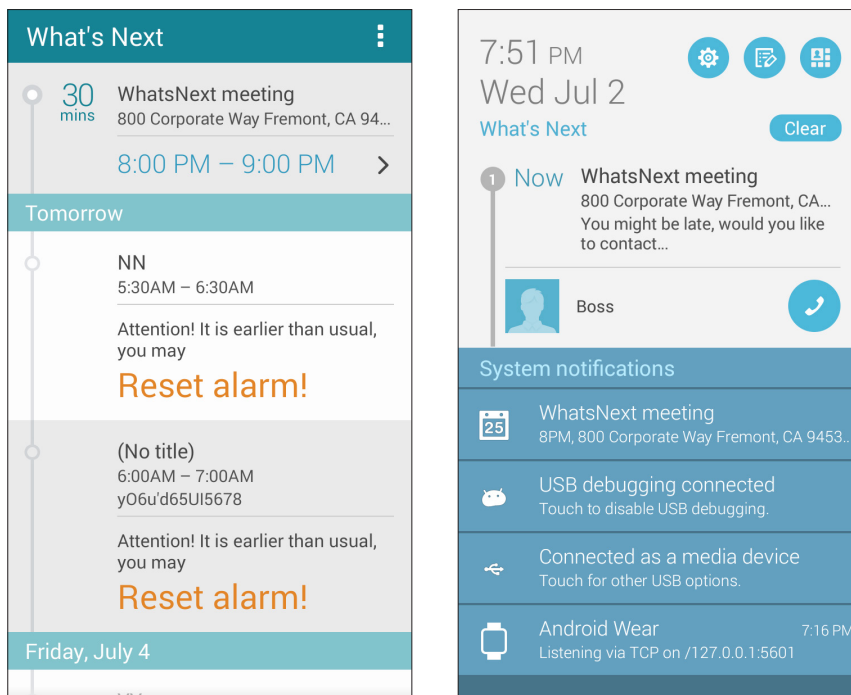 What's Next
30
mins
WhatsNext meeting
800 Corporate Way Fremont, CA 94...
8:00 PM – 9:00 PM
Tomorrow
NN
5:30AM – 6:30AM
Attention! It is earlier than usual,
you may
Reset alarm!
(No title)
6:00AM – 7:00AM
yO6u'd65UI5678
Attention! It is earlier than usual,
you may
Reset alarm!
Friday, July 4
7:51 PM
Wed Jul 2
What's Next
Clear
1
Now
WhatsNext meeting
800 Corporate Way Fremont, CA...
You might be late, would you like
to contact...
Boss
System notifications
25
WhatsNext meeting
8PM, 800 Corporate Way Fremont, CA 9453...
USB debugging connected
Touch to disable USB debugging.
Connected as a media device
Touch for other USB options.
Android Wear
7:16 PM
Listening via TCP on /127.0.0.1:5601